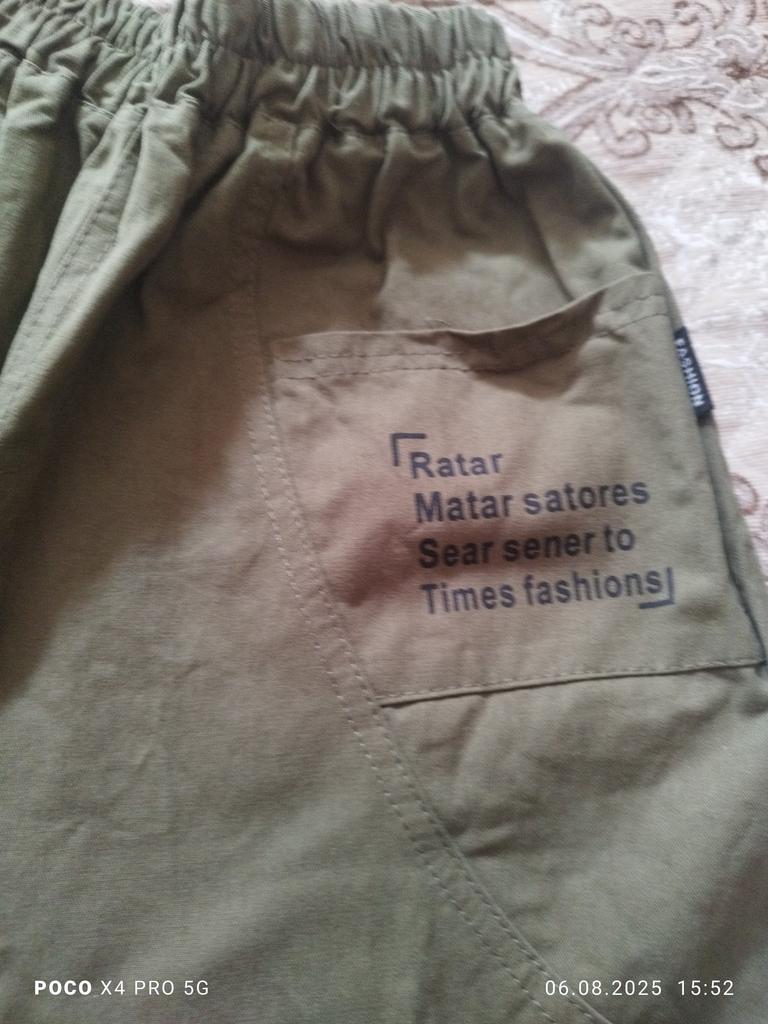 FASHION
Ratar
Matar satores
Sear sener to
Times fashions
POCO X4 PRO 5G
06.08.2025 15:52